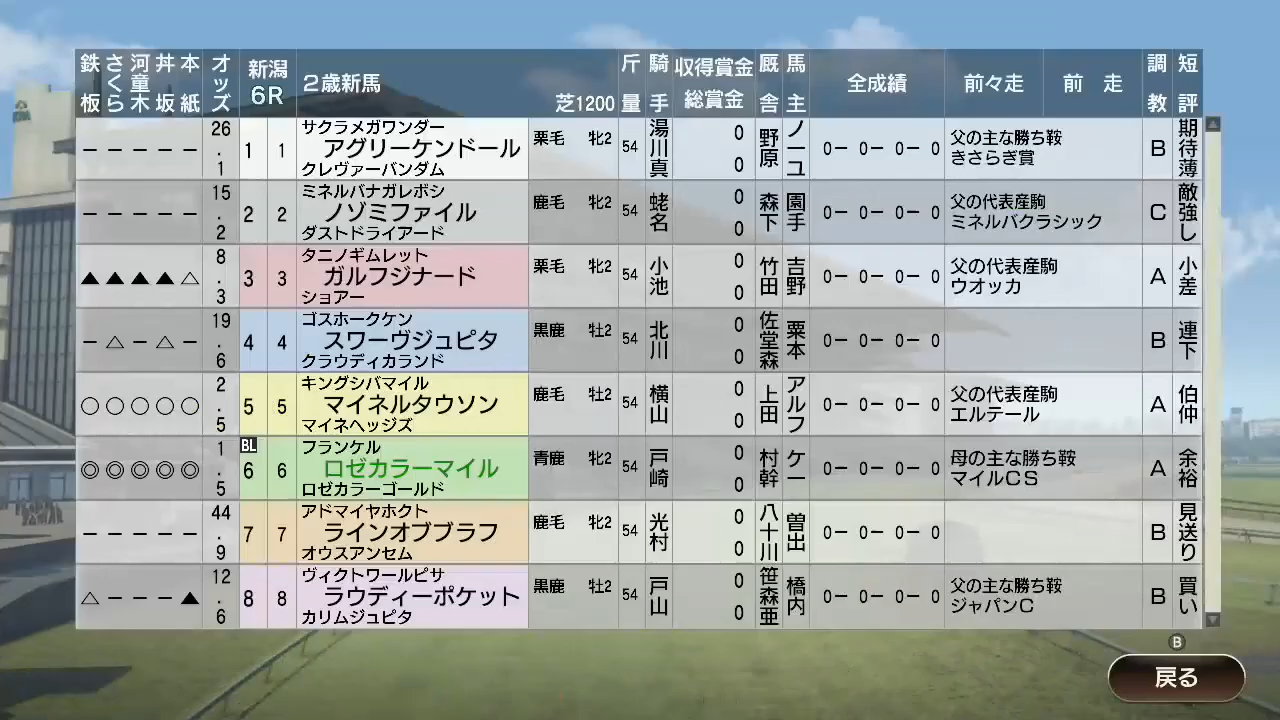 鉄板 さくら 河童木 井坂 本紙 オッズ 新潟 6R 2歳新馬 芝1200 斤量 騎手 収得賞金 総賞金 厩舎 馬主 全成績 前々走 前 走 調教 短評
ー ー ー ー ー 26.1 1 1 サクラメガワンダー
アグリーケンドール
クレヴァーバンダム
栗毛 牝2 54 湯川真 0 0 野原 ノーユ 0- 0- 0- 0 父の主な勝ち鞍
きさらぎ賞
B 期待薄
ー ー ー ー ー 15.2 2 2 ミネルバナガレボシ
ノゾミファイル
ダストドライアード
鹿毛 牝2 54 蛯名 0 0 森下 園手 0- 0- 0- 0 父の代表産駒
ミネルバクラシック
C 敵強し
▲ ▲ ▲ ▲ △ 8.3 3 3 タニノギムレット
ガルフジナード
ショアー
栗毛 牝2 54 小池 0 0 竹田 吉野 0- 0- 0- 0 父の代表産駒
ウオッカ
A 小差
ー △ ー △ ー 19.6 4 4 ゴスホークケン
スワーヴジュピタ
クラウディカランド
黒鹿 牡2 54 北川 0 0 佐堂森 粟本 0- 0- 0- 0
B 連下
○ ○ ○ ○ ○ 2.5 5 5 キングシバマイル
マイネルタウソン
マイネヘッジズ
鹿毛 牡2 54 横山 0 0 上田 アルフ 0- 0- 0- 0 父の代表産駒
エルテール
A 伯仲
◎ ◎ ◎ ◎ ◎ 1.5 BL 6 6 フランケル
ロゼカラーマイル
ロゼカラーゴールド
青鹿 牝2 54 戸崎 0 0 村幹 ケー 0- 0- 0- 0 母の主な勝ち鞍
マイルCS
A 余裕
ー ー ー ー ー 44.9 7 7 アドマイヤホクト
ラインオブブラフ
オウスアンセム
鹿毛 牝2 54 光村 0 0 八十川 曽出 0- 0- 0- 0
B 見送り
△ ー ー ー ▲ 12.6 8 8 ヴィクトワールピサ
ラウディーポケット
カリムジュピタ
黒鹿 牡2 54 戸山 0 0 笹森亜 橋内 0- 0- 0- 0 父の主な勝ち鞍
ジャパンC
B 買い
B
戻る